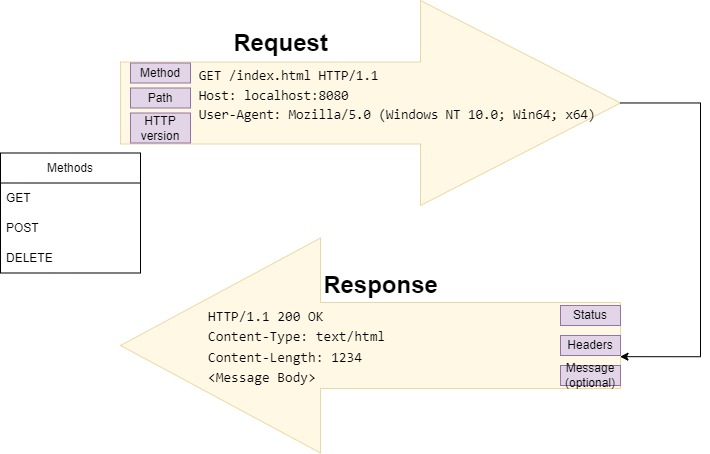 Request
Method
Path
HTTP
version
GET /index.html HTTP/1.1
Host: localhost:8080
User-Agent: Mozilla/5.0 (Windows NT 10.0; Win64; x64)
Methods
GET
POST
DELETE
Response
HTTP/1.1 200 OK
Content-Type: text/html
Content-Length: 1234
<Message Body>
Status
Headers
Message
(optional)